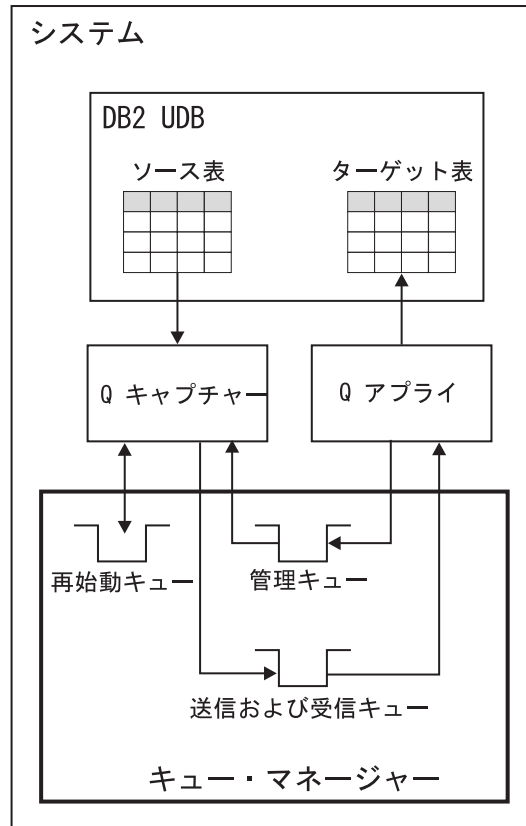 システム
DB2 UDB
ソース表
ターゲット表
Q キャプチャー
Q アプライ
再始動キュー
管理キュー
送信および受信キュー
キュー・マネージャー